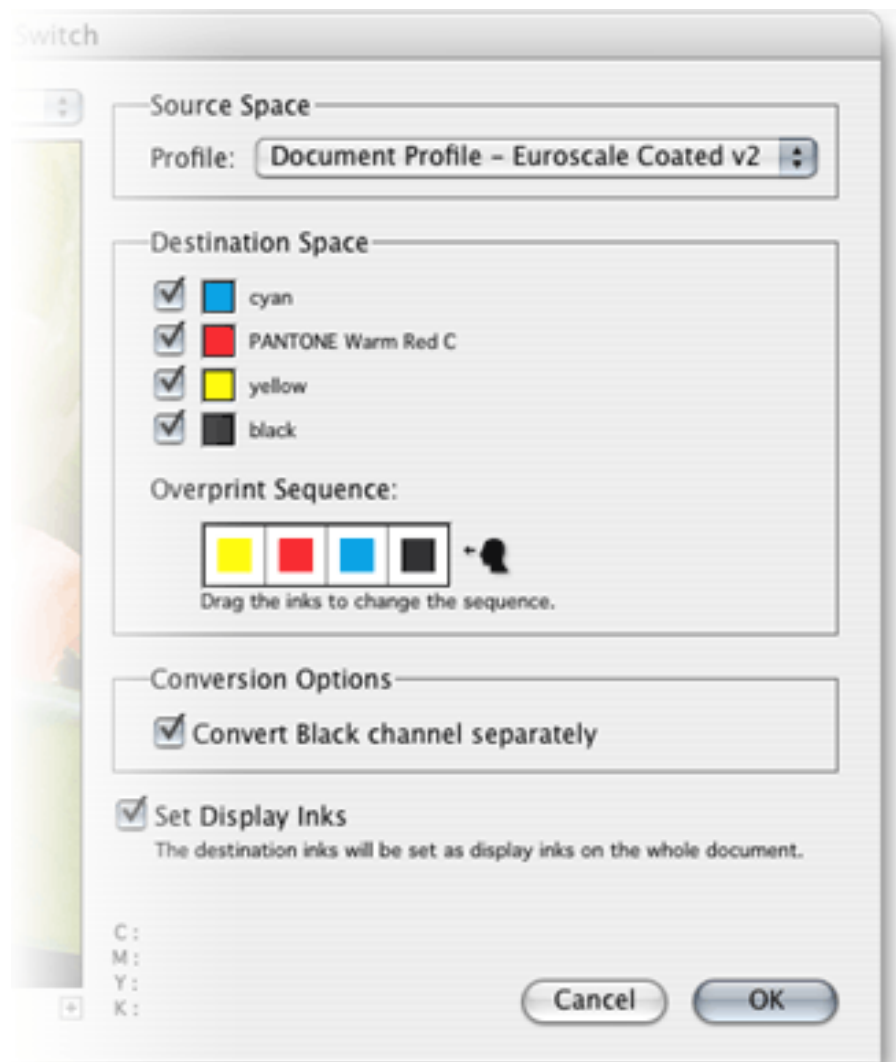 Switch
Source Space
Profile: Document Profile – Euroscale Coated v2
Destination Space
cyan
PANTONE Warm Red C
yellow
black
Overprint Sequence:
Drag the inks to change the sequence.
Conversion Options
Convert Black channel separately
Set Display Inks
The destination inks will be set as display inks on the whole document.
C:
M:
Y:
K:
Cancel OK